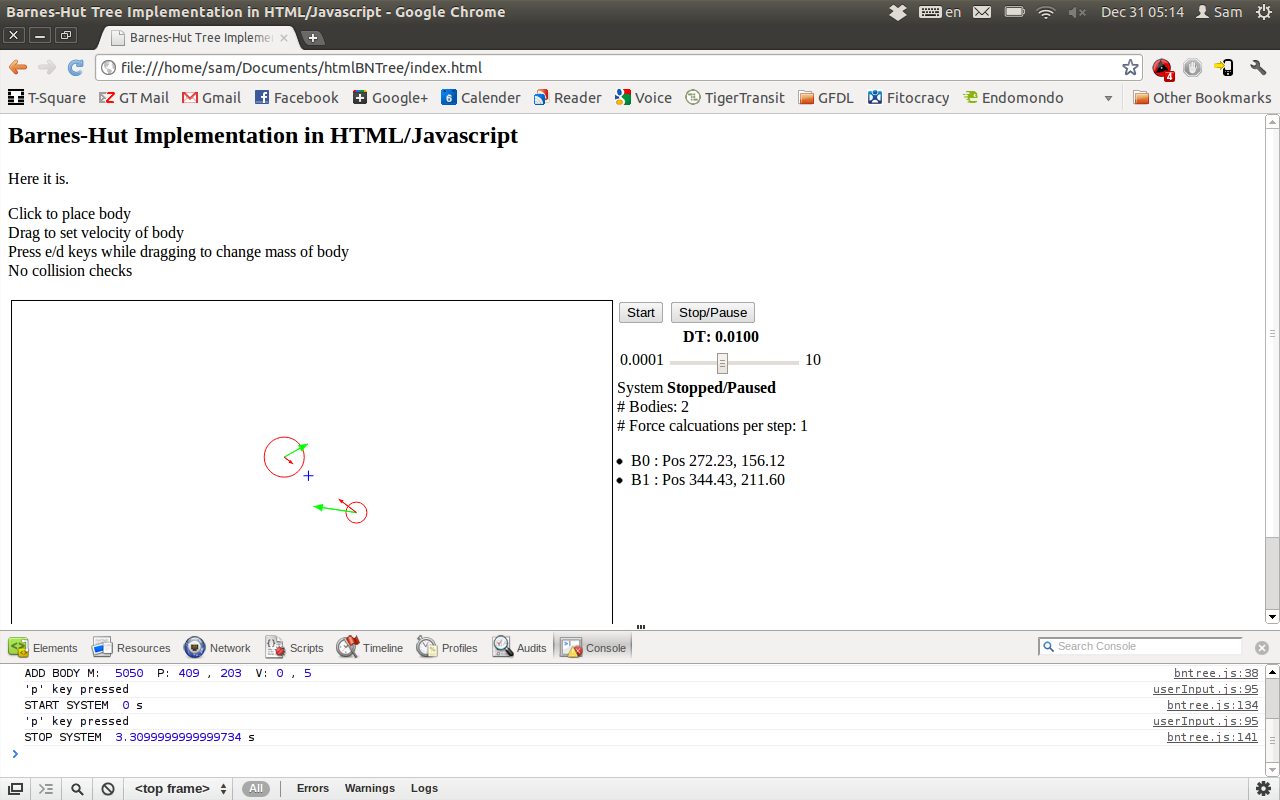 Barnes-Hut Tree Implementation in HTML/Javascript - Google Chrome en Dec 31 05:14 Sam
Barnes-Hut Tree Implemen
file:///home/sam/Documents/htmlBNTree/index.html 4
T-Square GT Mail Gmail Facebook Google+ 6 Calender Reader Voice TigerTransit GFDL Fitocracy Endomondo Other Bookmarks
Barnes-Hut Implementation in HTML/Javascript
Here it is.
Click to place body
Drag to set velocity of body
Press e/d keys while dragging to change mass of body
No collision checks
Start Stop/Pause
DT: 0.0100
0.0001 10
System Stopped/Paused
# Bodies: 2
# Force calcuations per step: 1
B0 : Pos 272.23, 156.12
B1 : Pos 344.43, 211.60
Elements Resources Network Scripts Timeline Profiles Audits Console Search Console
ADD BODY M: 5050 P: 409 , 203 V: 0 , 5 bntree.js:38
'p' key pressed userInput.js:95
START SYSTEM 0 s bntree.js:134
'p' key pressed userInput.js:95
STOP SYSTEM 3.3099999999999734 s bntree.js:141
<top frame> All Errors Warnings Logs